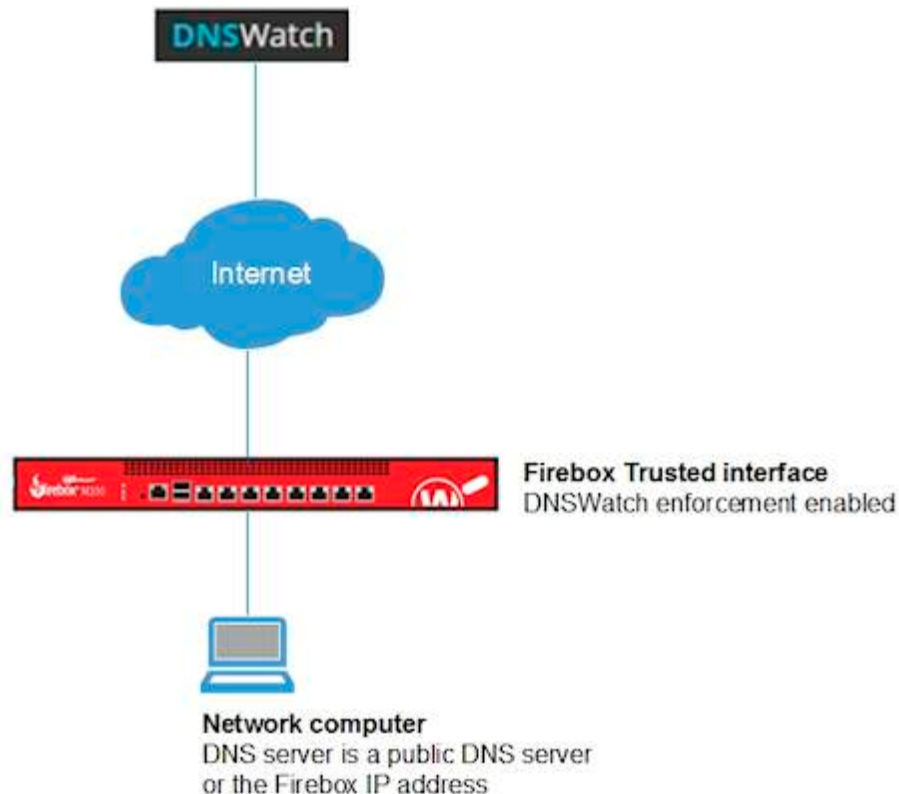 DNSWatch
Internet
Firebox
Firebox Trusted interface
DNSWatch enforcement enabled
Network computer
DNS server is a public DNS server
or the Firebox IP address